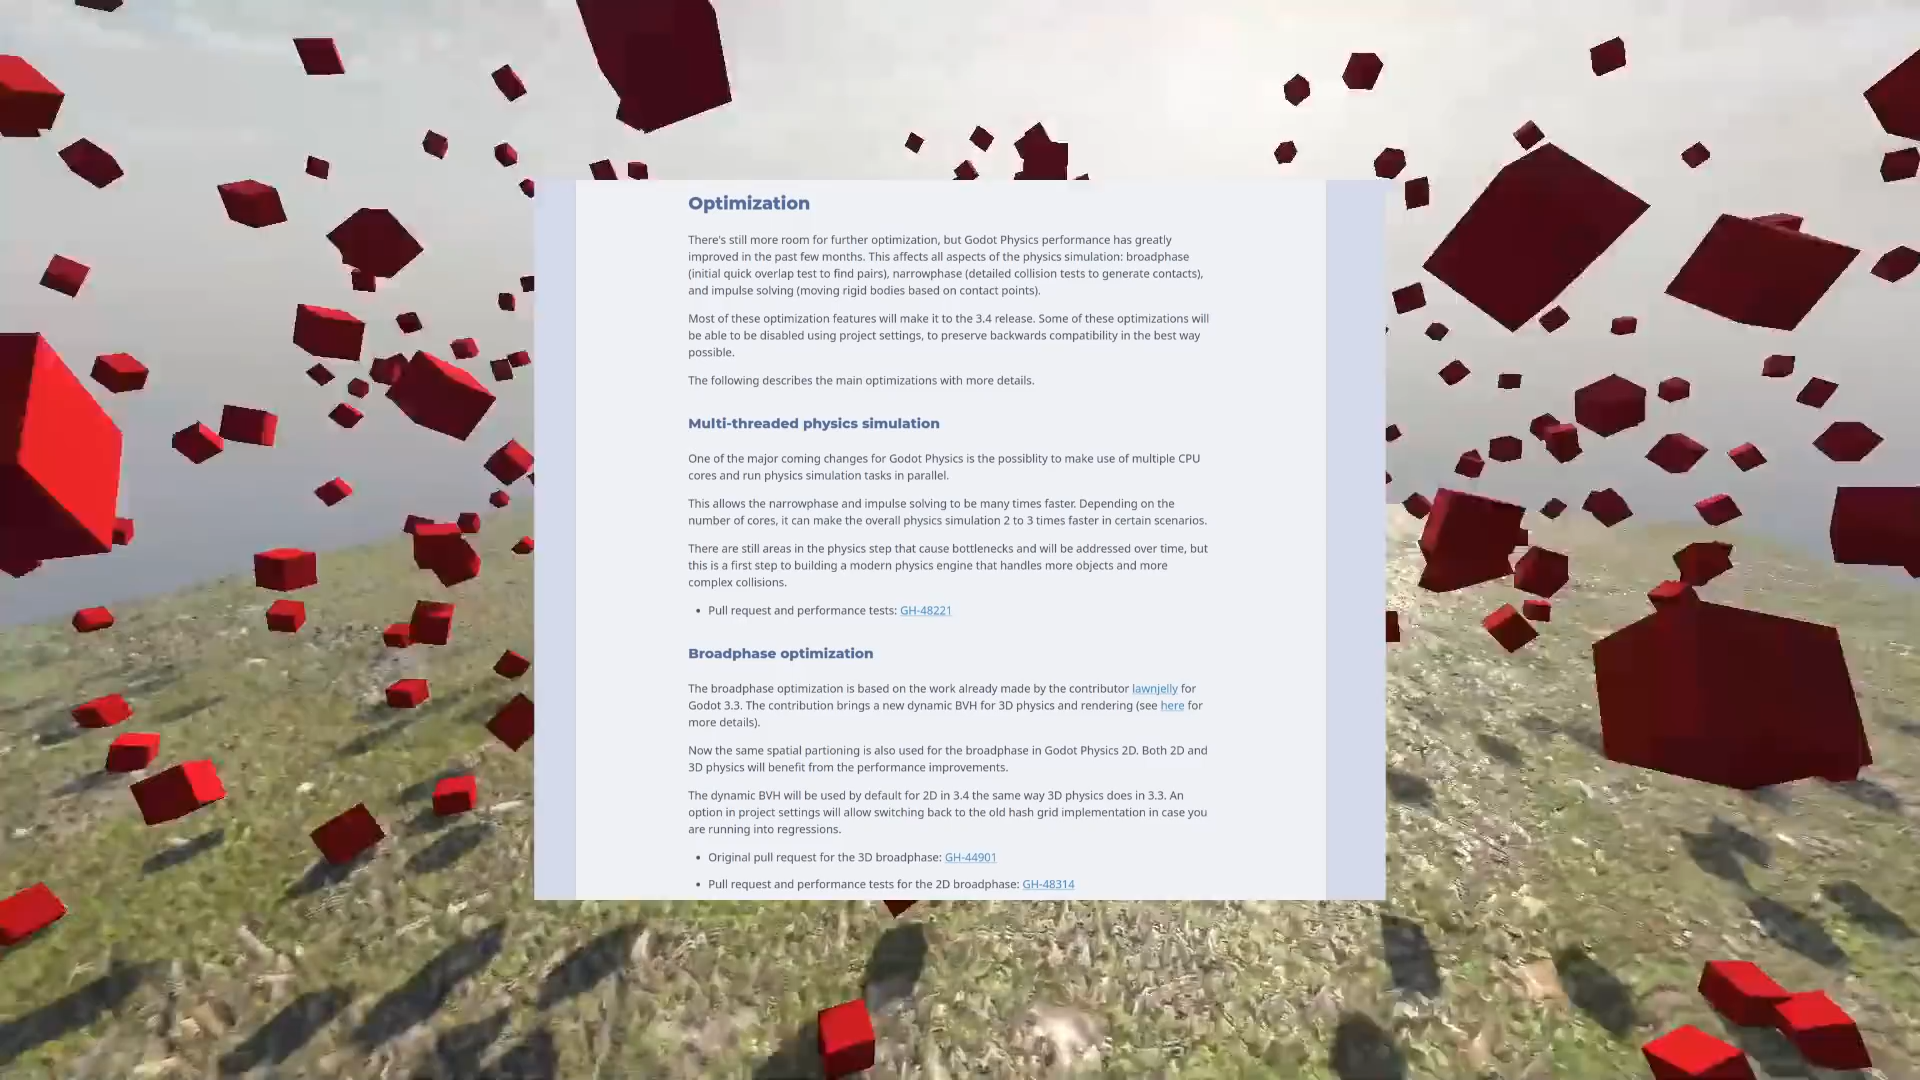 Optimization
There's still more room for further optimization, but Godot Physics performance has greatly
improved in the past few months. This affects all aspects of the physics simulation: broadphase
(initial quick overlap test to find pairs), narrowphase (detailed collision tests to generate contacts),
and impulse solving (moving rigid bodies based on contact points).
Most of these optimization features will make it to the 3.4 release. Some of these optimizations will
be able to be disabled using project settings, to preserve backwards compatibility in the best way
possible.
The following describes the main optimizations with more details.
Multi-threaded physics simulation
One of the major coming changes for Godot Physics is the possiblity to make use of multiple CPU
cores and run physics simulation tasks in parallel.
This allows the narrowphase and impulse solving to be many times faster. Depending on the
number of cores, it can make the overall physics simulation 2 to 3 times faster in certain scenarios.
There are still areas in the physics step that cause bottlenecks and will be addressed over time, but
this is a first step to building a modern physics engine that handles more objects and more
complex collisions.
• Pull request and performance tests: GH-48221
Broadphase optimization
The broadphase optimization is based on the work already made by the contributor lawnjelly for
Godot 3.3. The contribution brings a new dynamic BVH for 3D physics and rendering (see here for
more details).
Now the same spatial partioning is also used for the broadphase in Godot Physics 2D. Both 2D and
3D physics will benefit from the performance improvements.
The dynamic BVH will be used by default for 2D in 3.4 the same way 3D physics does in 3.3. An
option in project settings will allow switching back to the old hash grid implementation in case you
are running into regressions.
• Original pull request for the 3D broadphase: GH-44901
• Pull request and performance tests for the 2D broadphase: GH-48314